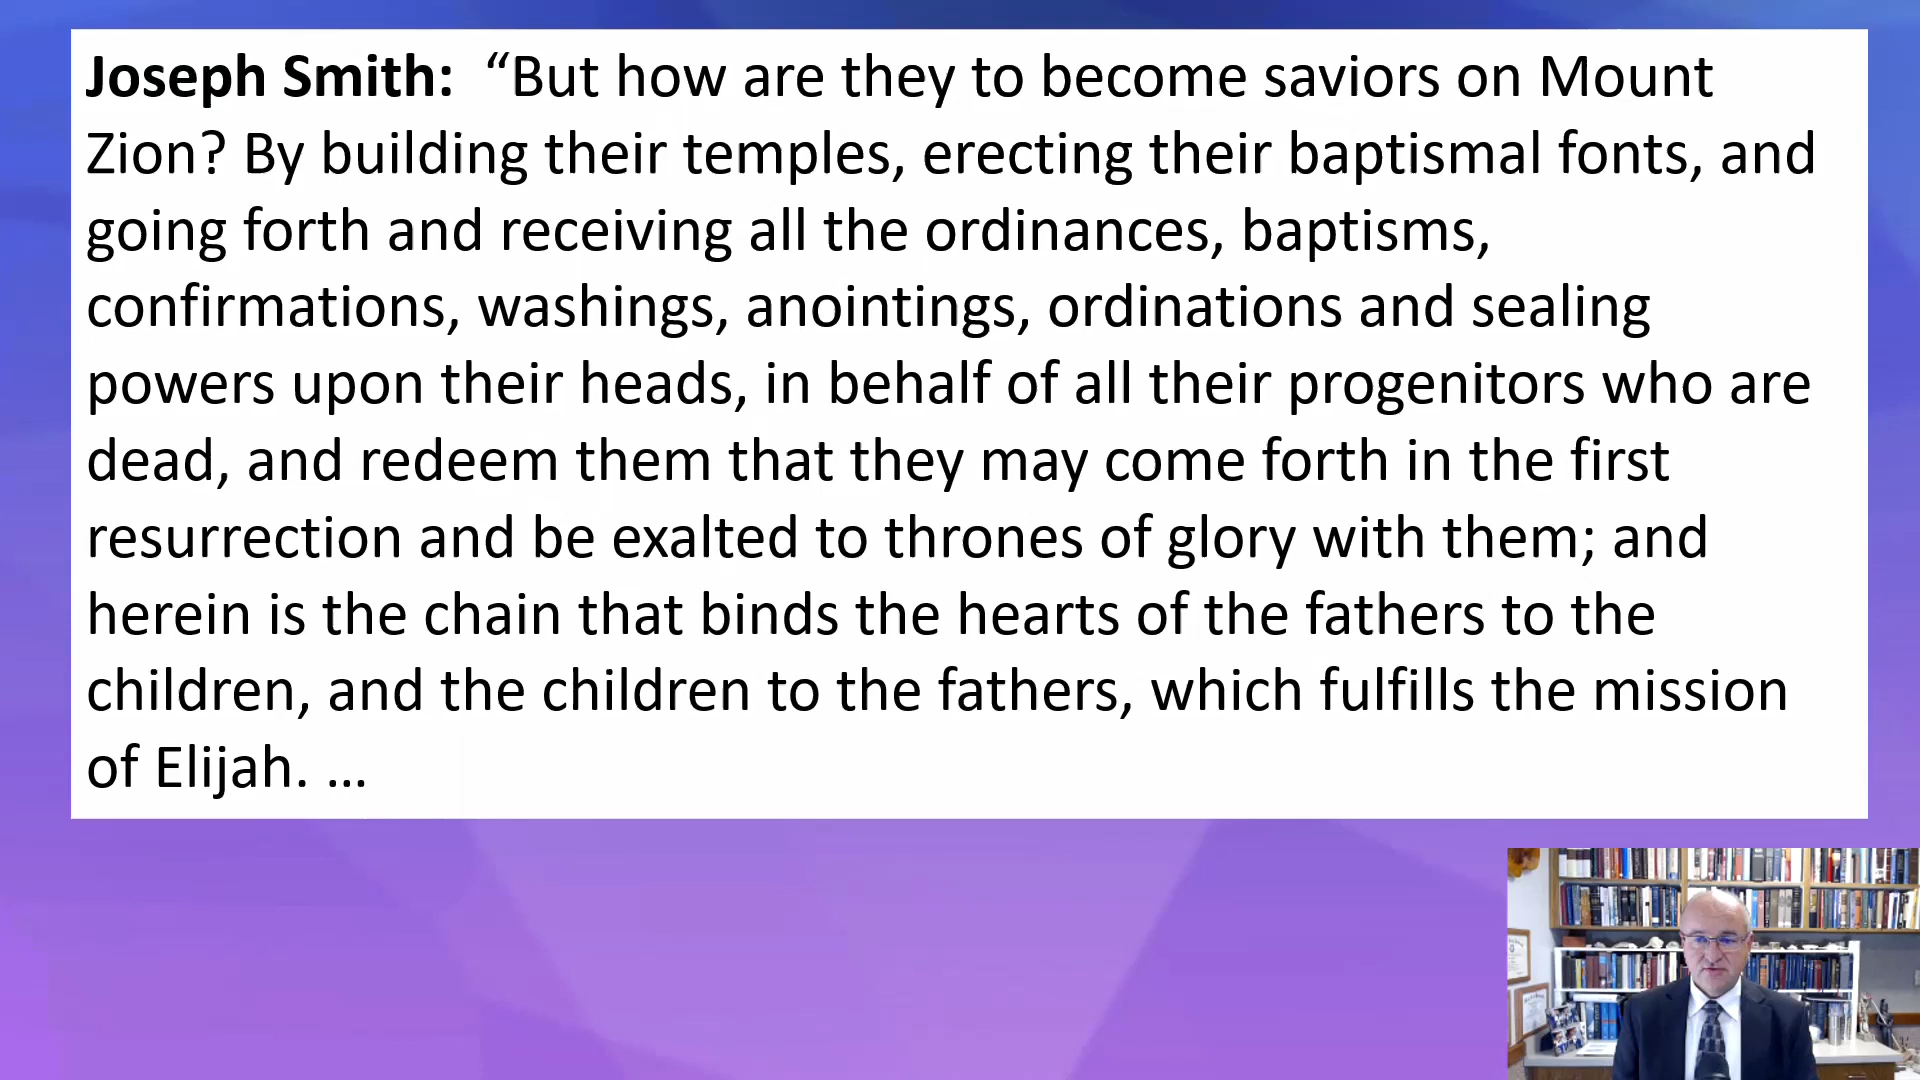 Joseph Smith: “But how are they to become saviors on Mount
Zion? By building their temples, erecting their baptismal fonts, and
going forth and receiving all the ordinances, baptisms,
confirmations, washings, anointings, ordinations and sealing
powers upon their heads, in behalf of all their progenitors who are
dead, and redeem them that they may come forth in the first
resurrection and be exalted to thrones of glory with them; and
herein is the chain that binds the hearts of the fathers to the
children, and the children to the fathers, which fulfills the mission
of Elijah. …